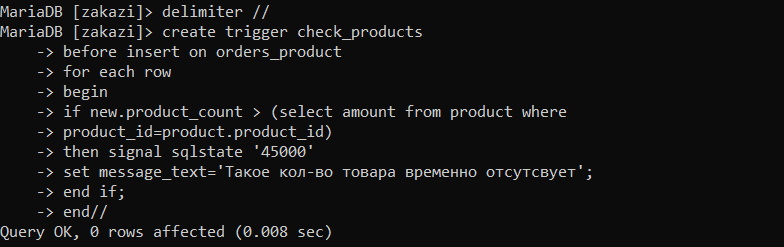 MariaDB [zakazi]> delimiter //
MariaDB [zakazi]> create trigger check_products
    -> before insert on orders_product
    -> for each row
    -> begin
    -> if new.product_count > (select amount from product where
    -> product_id=product.product_id)
    -> then signal sqlstate '45000'
    -> set message_text='Такое кол-во товара временно отсутсвует';
    -> end if;
    -> end//
Query OK, 0 rows affected (0.008 sec)